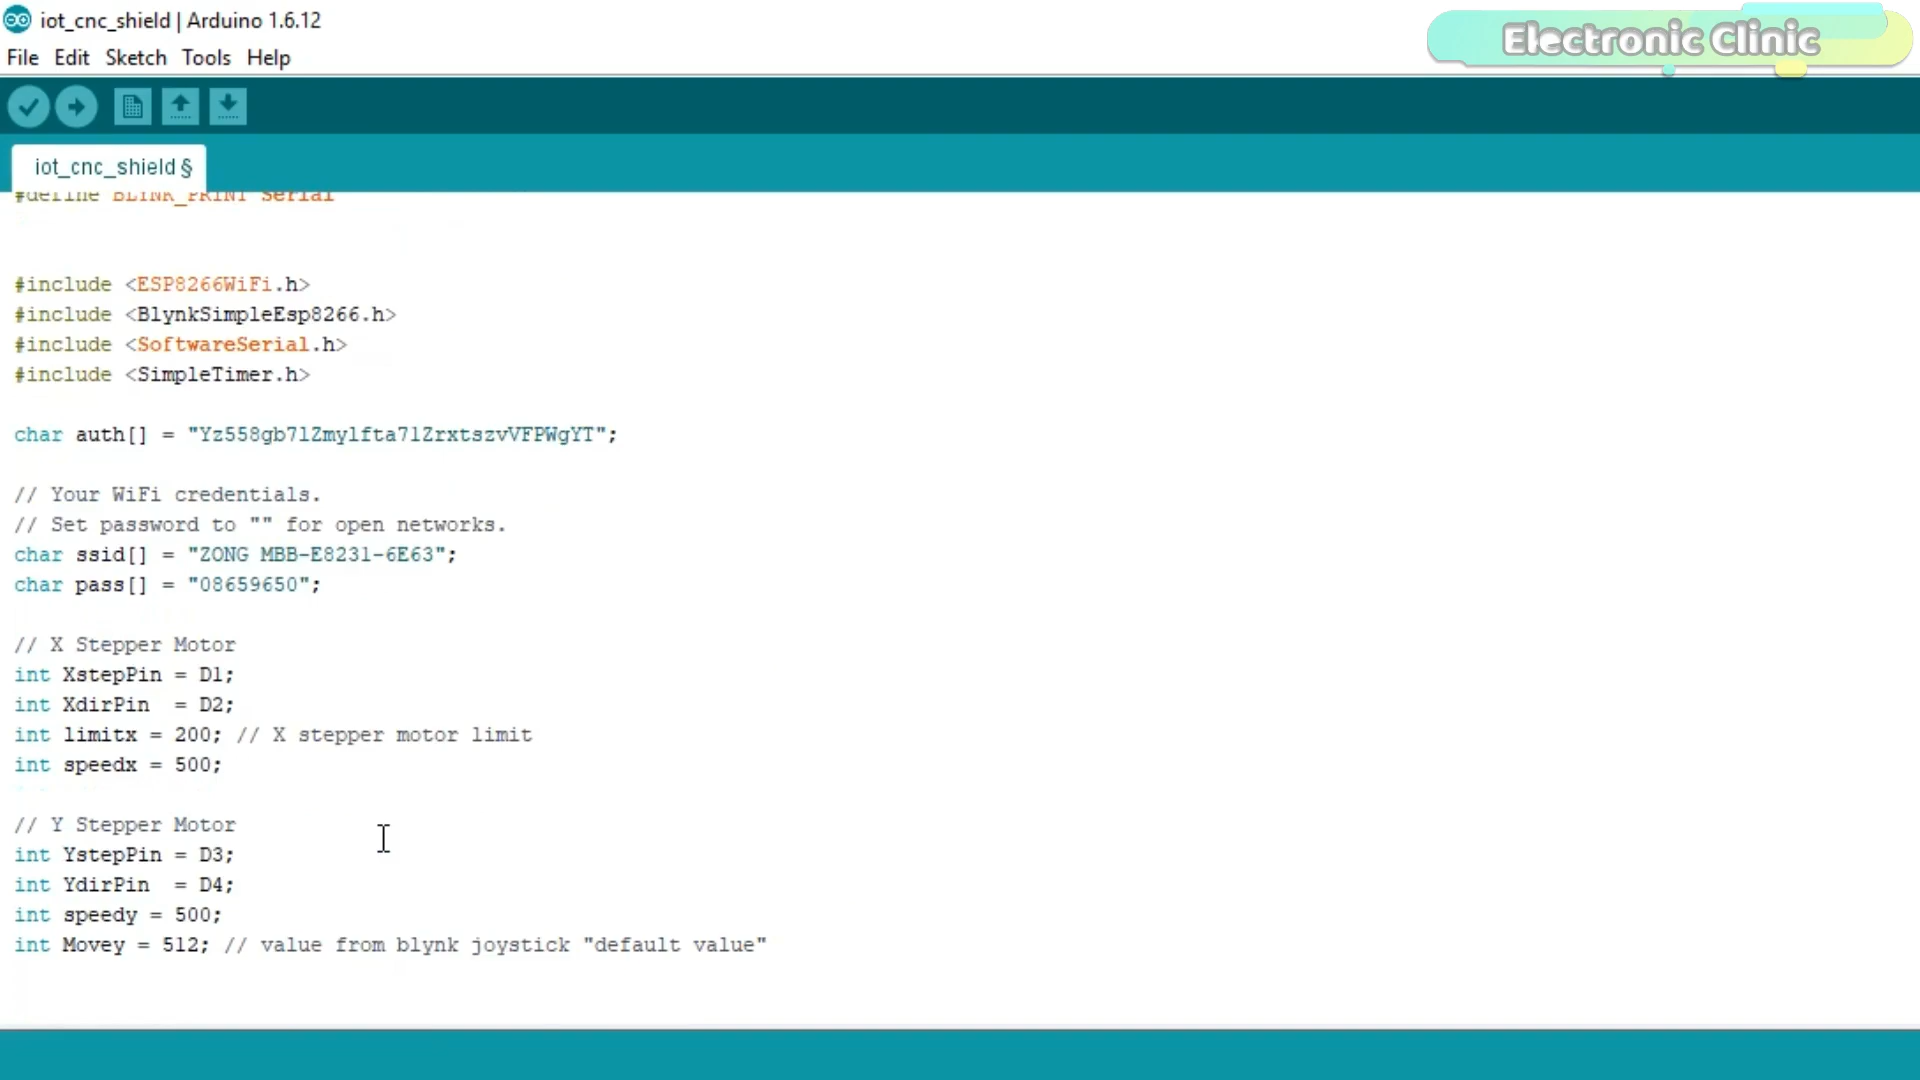 iot_cnc_shield | Arduino 1.6.12
Electronic Clinic
File Edit Sketch Tools Help
iot_cnc_shield §
#define BLYNK_PRINT Serial
#include <ESP8266WiFi.h>
#include <BlynkSimpleEsp8266.h>
#include <SoftwareSerial.h>
#include <SimpleTimer.h>
char auth[] = "Yz558gb7lZmylfta7lZrxtszvVFPWgYT";
// Your WiFi credentials.
// Set password to "" for open networks.
char ssid[] = "ZONG MBB-E8231-6E63";
char pass[] = "08659650";
// X Stepper Motor
int XstepPin = D1;
int XdirPin  = D2;
int limitx = 200; // X stepper motor limit
int speedx = 500;
// Y Stepper Motor
int YstepPin = D3;
int YdirPin  = D4;
int speedy = 500;
int Movey = 512; // value from blynk joystick "default value"